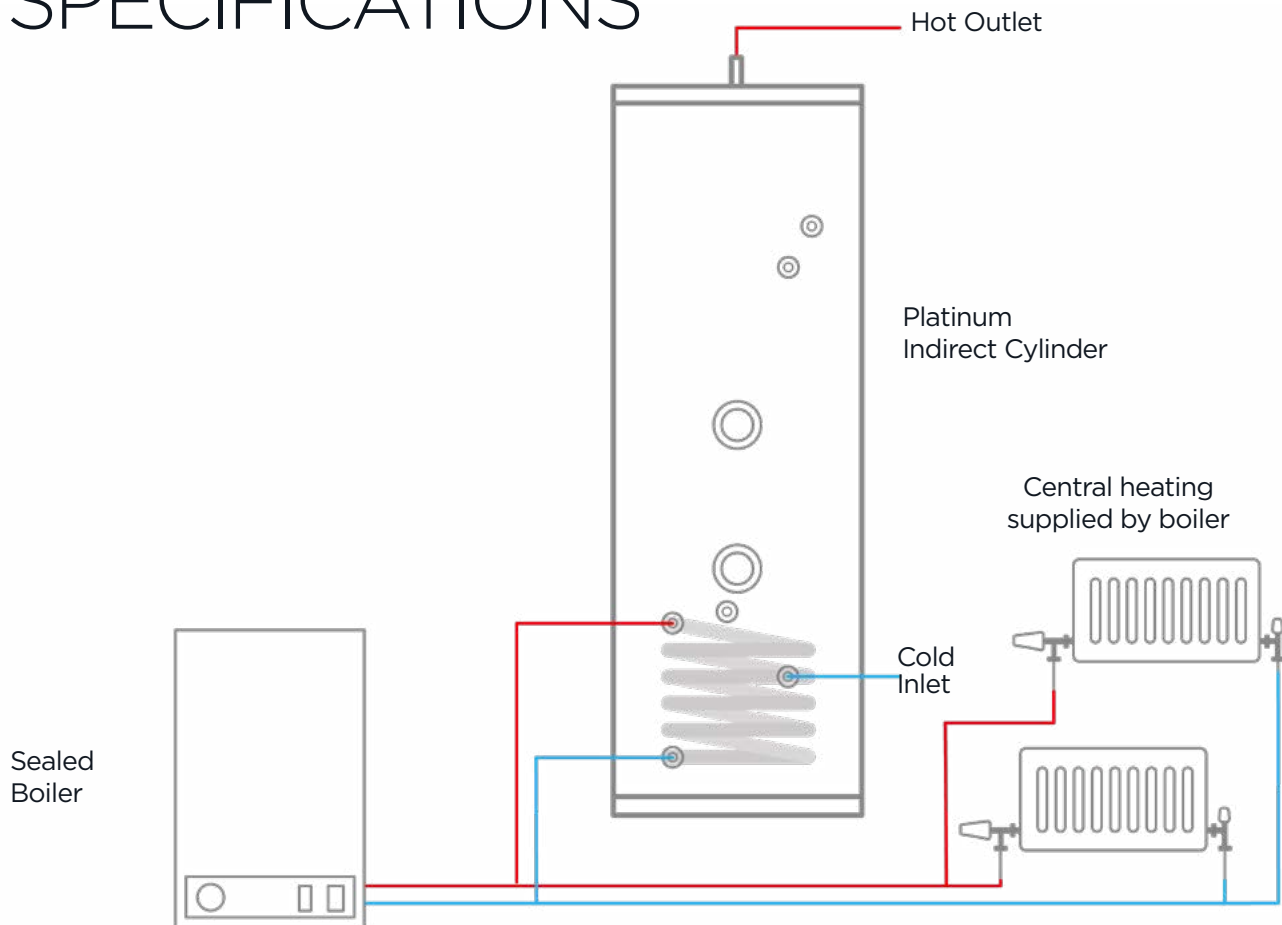 SPECIFICATIONS
Hot Outlet
Platinum
Indirect Cylinder
Central heating
supplied by boiler
Cold
Inlet
Sealed
Boiler